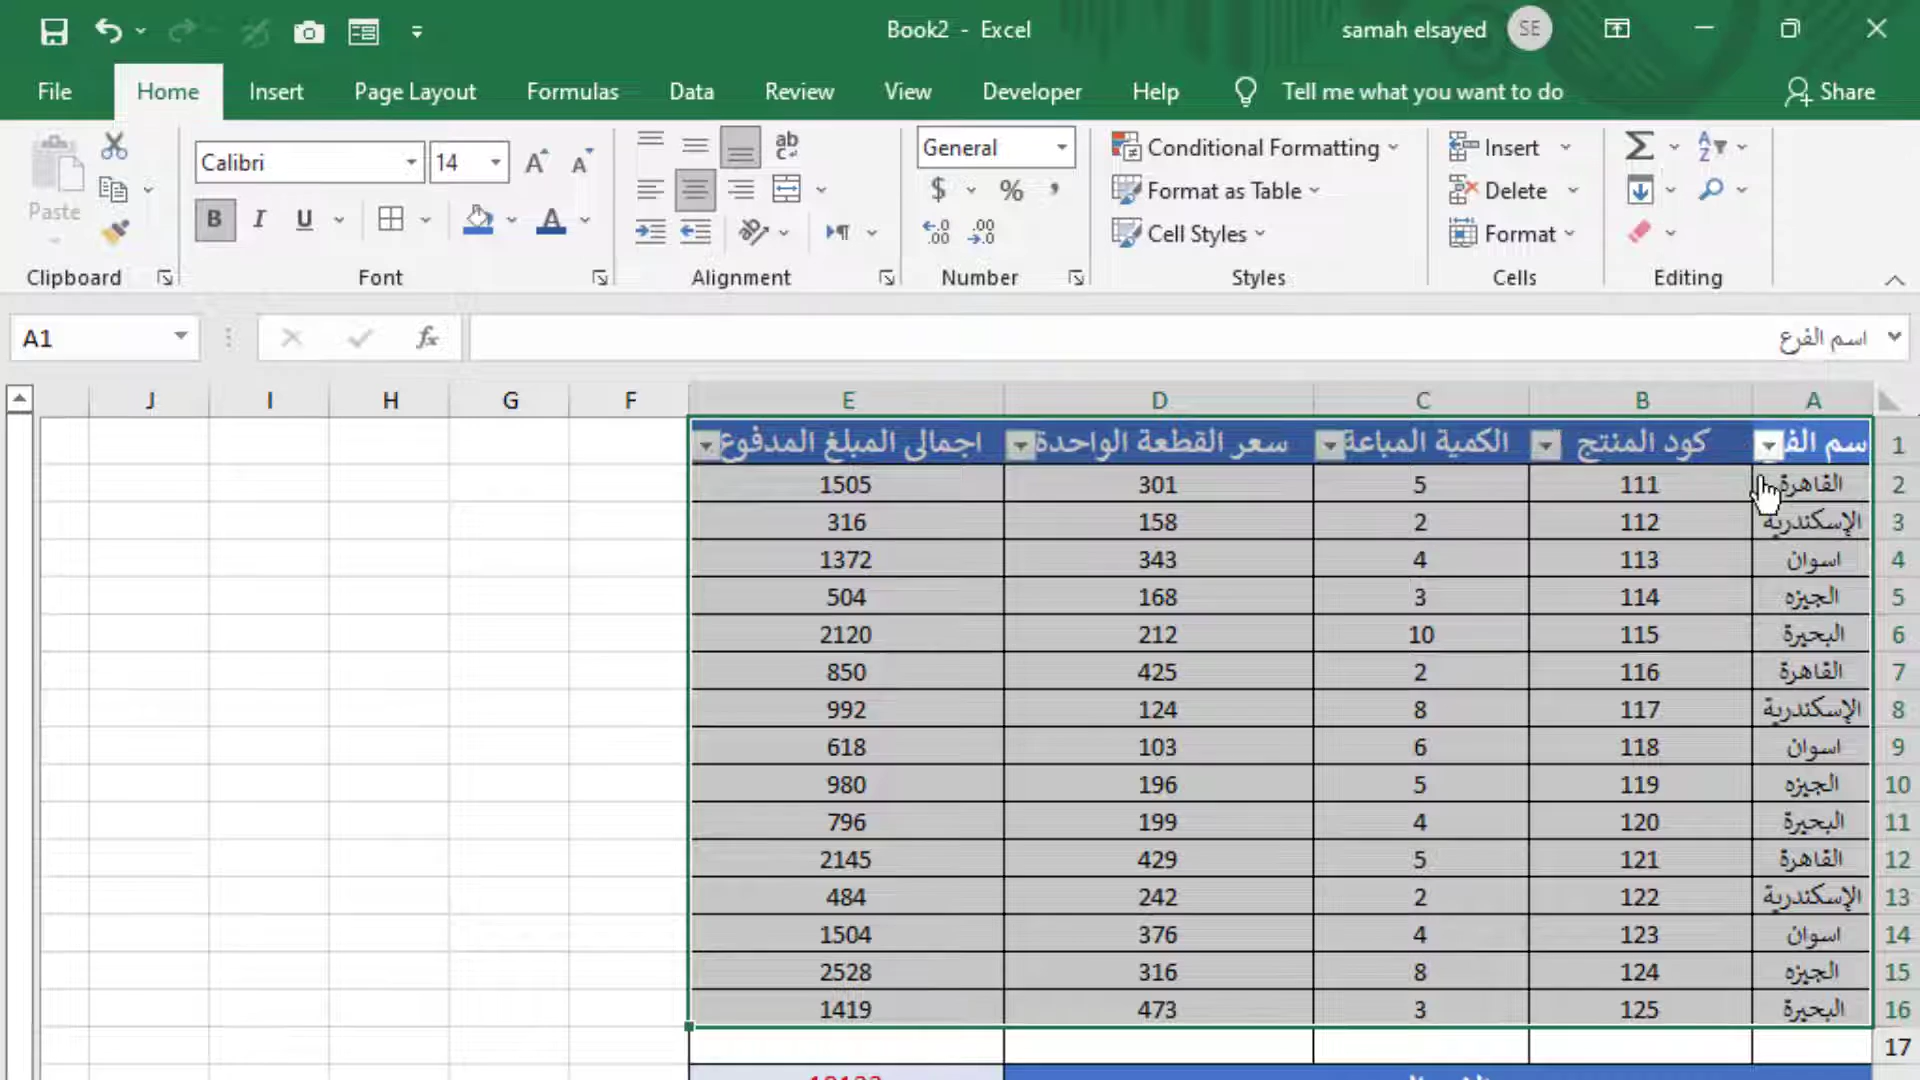 Book2 - Excel
samah elsayed SE
File Home Insert Page Layout Formulas Data Review View Developer Help Tell me what you want to do Share
Paste
Calibri 14
General
Conditional Formatting
Format as Table
Cell Styles
Insert
Delete
Format
Clipboard Font Alignment Number Styles Cells Editing
A1
اسم الفرع
J I H G F E D C B A
سم الفر كود المنتج الكمية المباعة سعر القطعة الواحدة اجمالى المبلغ المدفوع 1
القاهرة 111 5 301 1505 2
الإسكندرية 112 2 158 316 3
اسوان 113 4 343 1372 4
الجيزه 114 3 168 504 5
البحيرة 115 10 212 2120 6
القاهرة 116 2 425 850 7
الإسكندرية 117 8 124 992 8
اسوان 118 6 103 618 9
الجيزه 119 5 196 980 10
البحيرة 120 4 199 796 11
القاهرة 121 5 429 2145 12
الإسكندرية 122 2 242 484 13
اسوان 123 4 376 1504 14
الجيزه 124 8 316 2528 15
البحيرة 125 3 473 1419 16
17